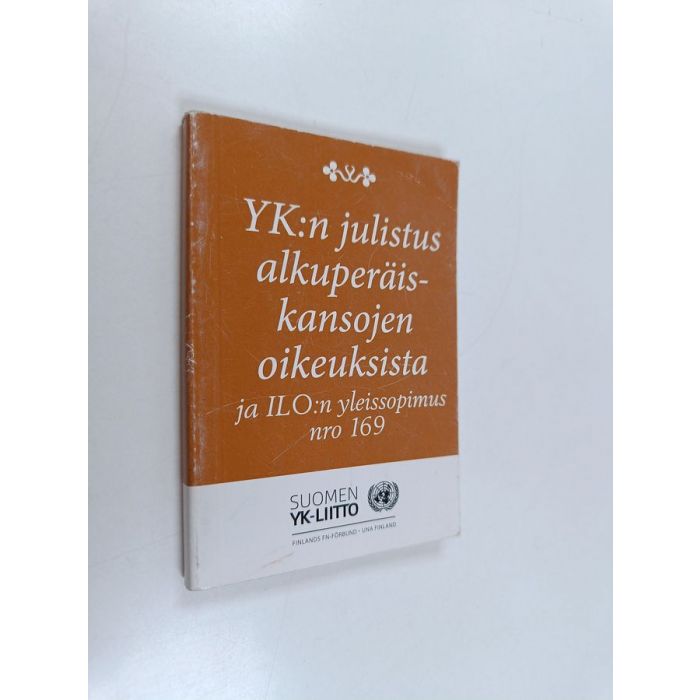 YK:n julistus
alkuperäis-
kansojen
oikeuksista
ja ILO:n yleissopimus
nro 169
SUOMEN
YK-LIITTO
FINLANDS FN-FÖRBUND • UNA FINLAND